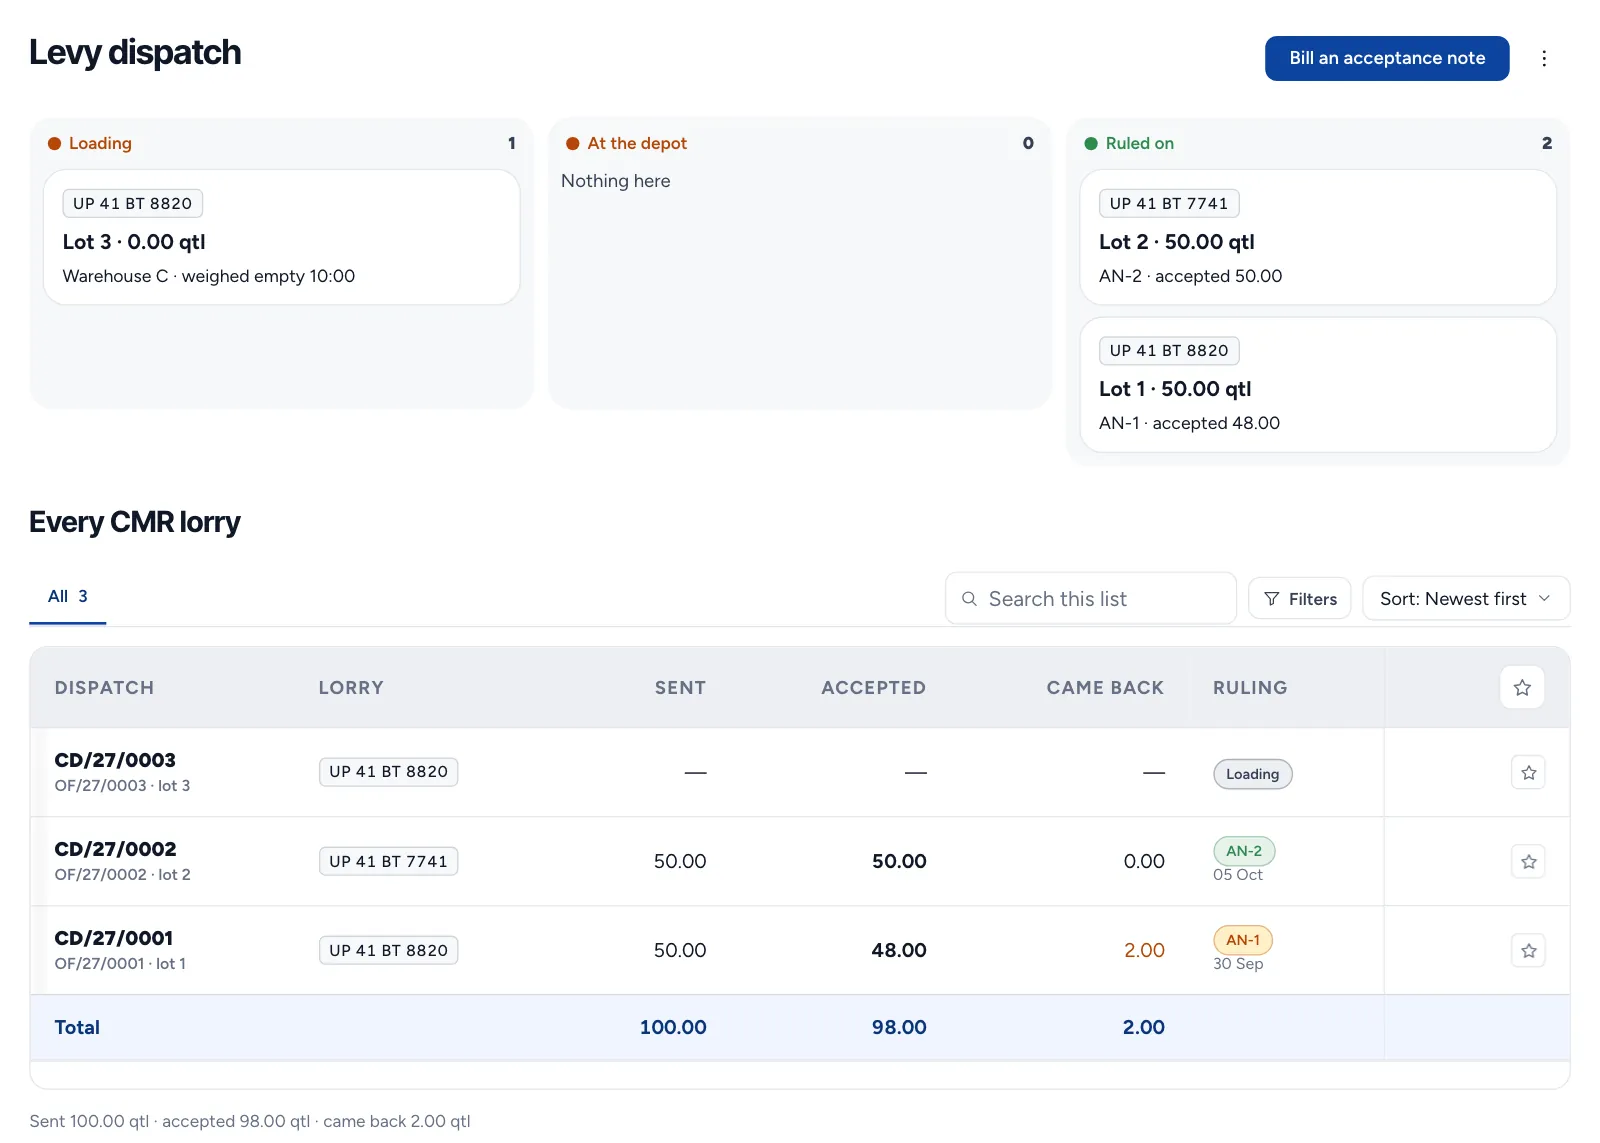 Levy dispatch
Bill an acceptance note
Loading 1
UP 41 BT 8820
Lot 3 · 0.00 qtl
Warehouse C · weighed empty 10:00
At the depot 0
Nothing here
Ruled on 2
UP 41 BT 7741
Lot 2 · 50.00 qtl
AN-2 · accepted 50.00
UP 41 BT 8820
Lot 1 · 50.00 qtl
AN-1 · accepted 48.00
Every CMR lorry
All 3
Search this list
Filters
Sort: Newest first
DISPATCH LORRY SENT ACCEPTED CAME BACK RULING
CD/27/0003
OF/27/0003 · lot 3
UP 41 BT 8820 — — — Loading
CD/27/0002
OF/27/0002 · lot 2
UP 41 BT 7741 50.00 50.00 0.00 AN-2
05 Oct
CD/27/0001
OF/27/0001 · lot 1
UP 41 BT 8820 50.00 48.00 2.00 AN-1
30 Sep
Total 100.00 98.00 2.00
Sent 100.00 qtl · accepted 98.00 qtl · came back 2.00 qtl